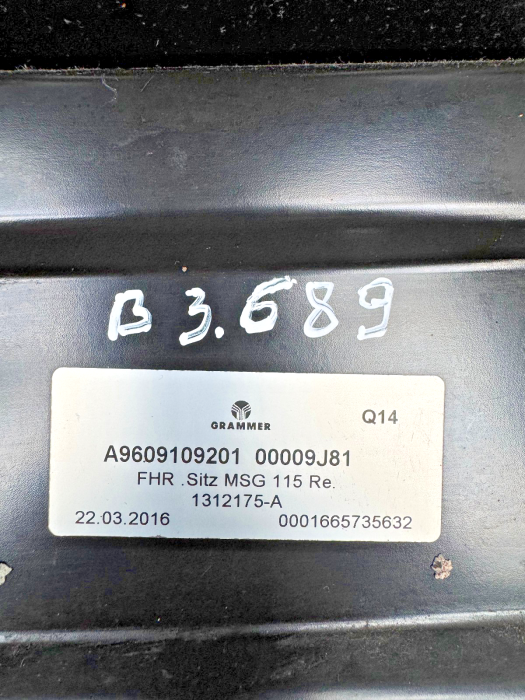 B 3.689
GRAMMER
Q14
A9609109201 00009J81
FHR .Sitz MSG 115 Re.
1312175-A
22.03.2016 0001665735632